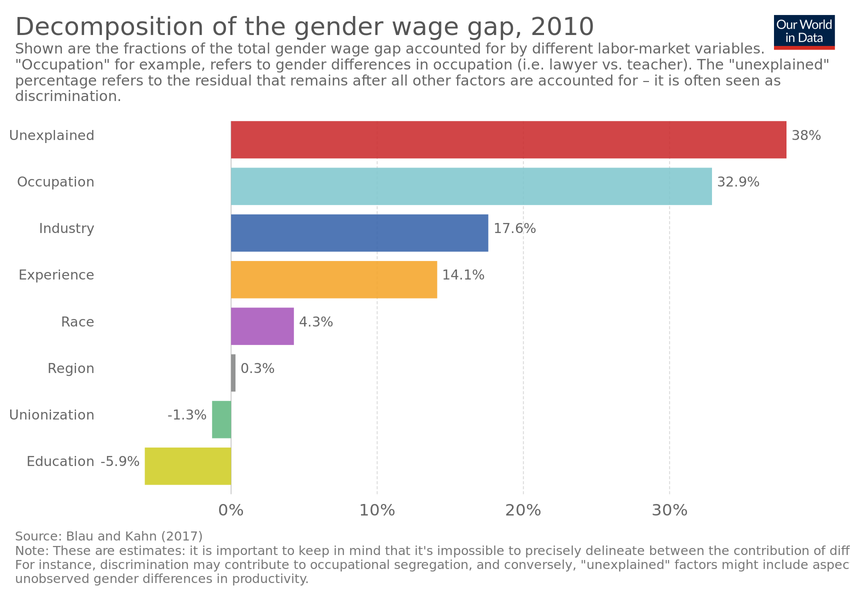 Decomposition of the gender wage gap, 2010
Our World
in Data
Shown are the fractions of the total gender wage gap accounted for by different labor-market variables.
"Occupation" for example, refers to gender differences in occupation (i.e. lawyer vs. teacher). The "unexplained"
percentage refers to the residual that remains after all other factors are accounted for – it is often seen as
discrimination.
Unexplained 38%
Occupation 32.9%
Industry 17.6%
Experience 14.1%
Race 4.3%
Region 0.3%
Unionization -1.3%
Education -5.9%
0% 10% 20% 30%
Source: Blau and Kahn (2017)
Note: These are estimates: it is important to keep in mind that it's impossible to precisely delineate between the contribution of diff
For instance, discrimination may contribute to occupational segregation, and conversely, "unexplained" factors might include aspec
unobserved gender differences in productivity.